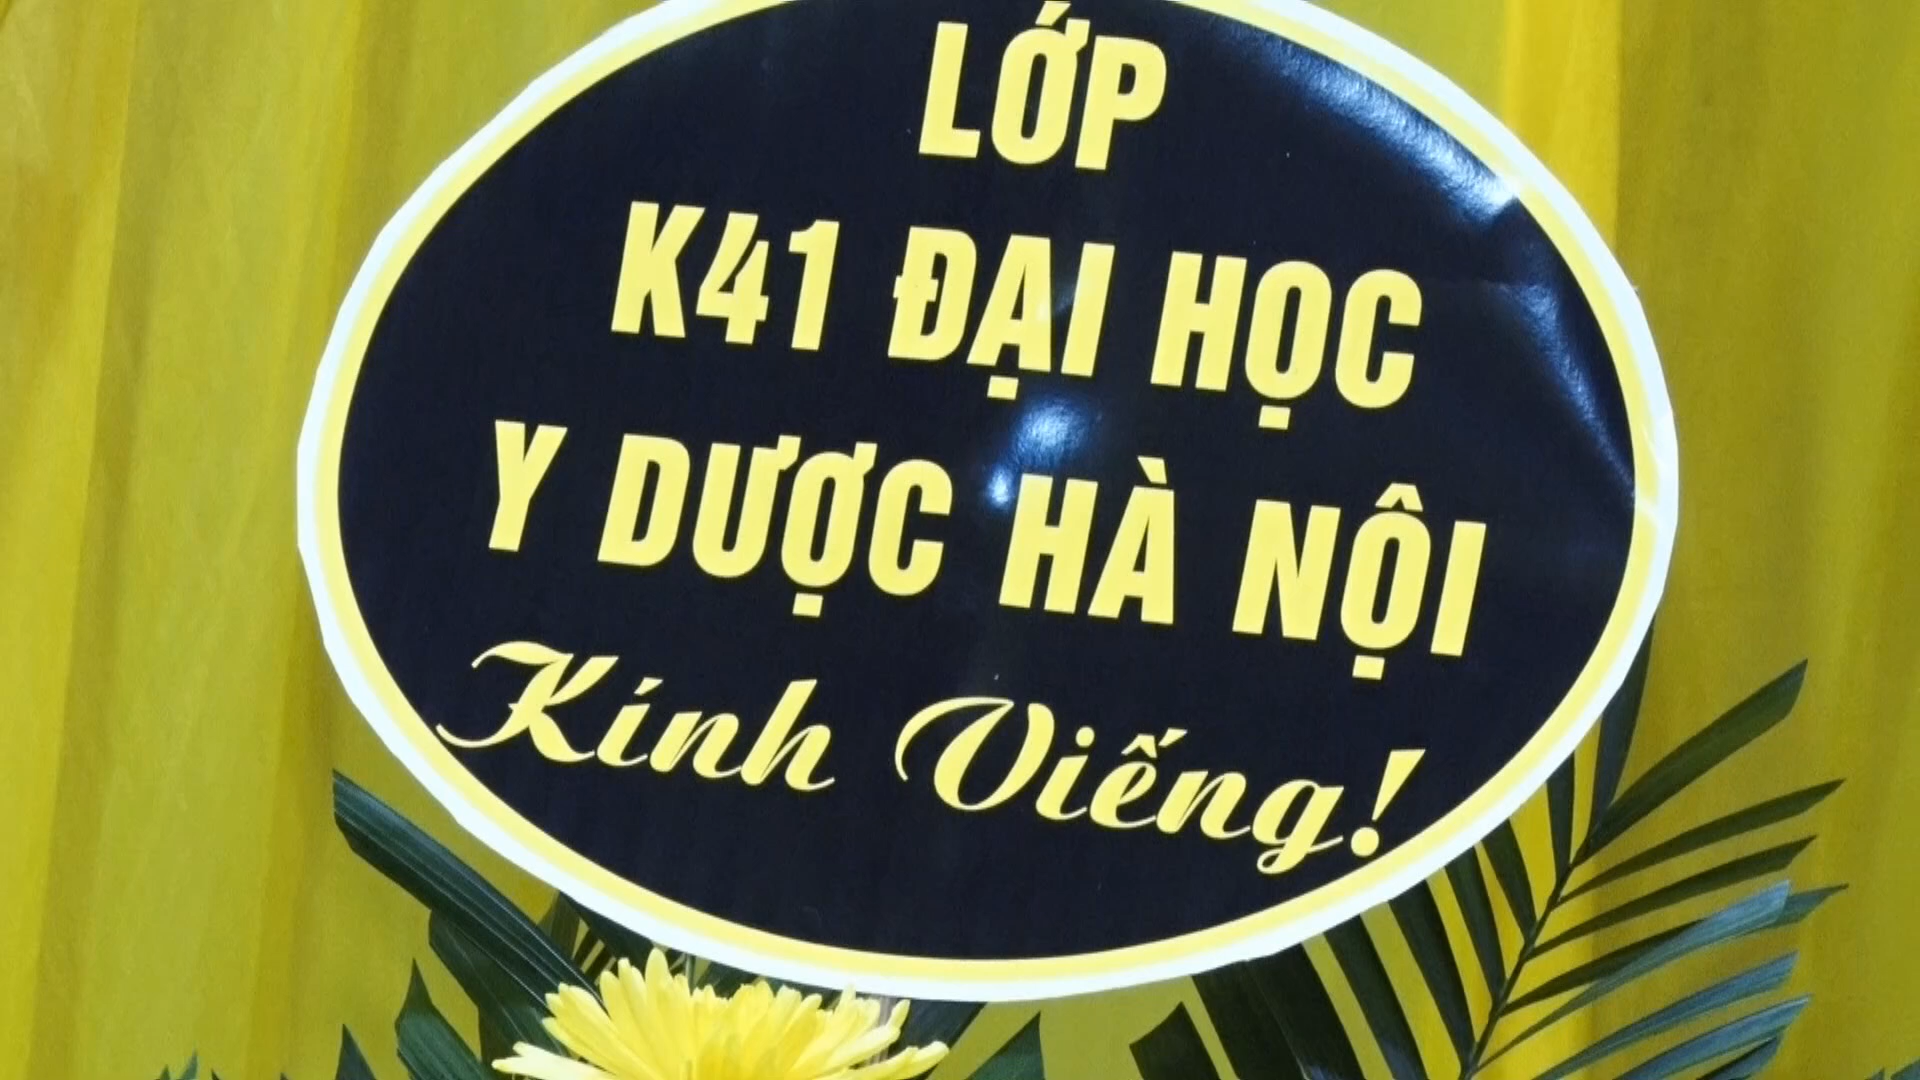 LỚP
K41 ĐẠI HỌC
Y DƯỢC HÀ NỘI
Kính Viếng!